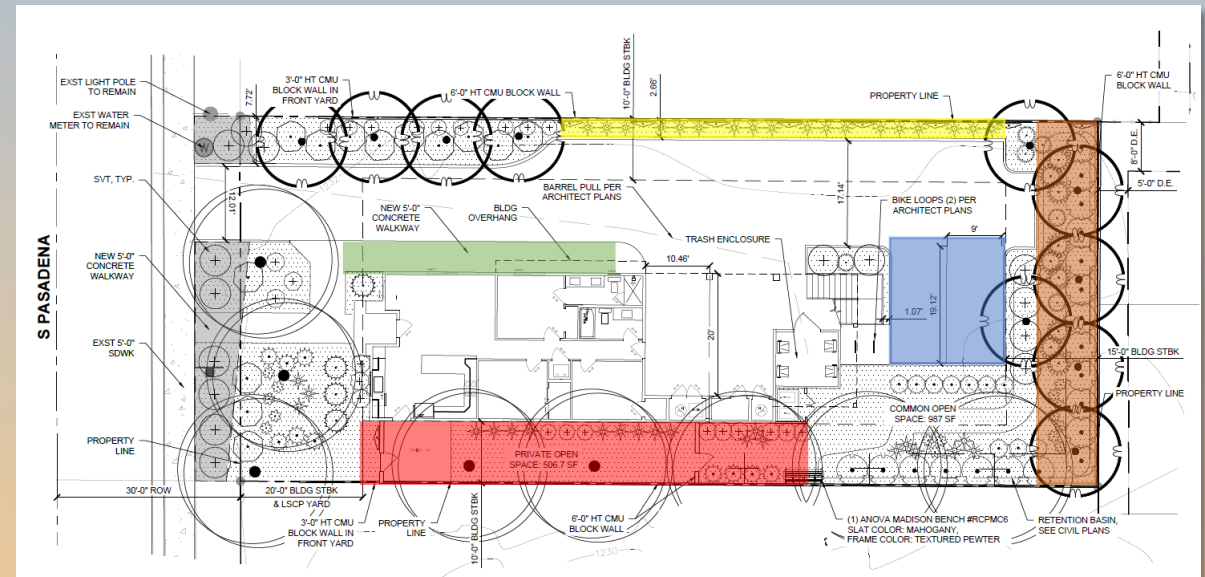 EXST LIGHT POLE
TO REMAIN
EXST WATER
METER TO REMAIN
SVT, TYP.
NEW 5'-0"
CONCRETE
WALKWAY
EXST 5'-0"
SDWK
PROPERTY
LINE
S PASADENA
30'-0" ROW
20'-0" BLDG STBK
& LSCP YARD
7.72'
12.01'
3'-0" HT CMU
BLOCK WALL IN
FRONT YARD
6'-0" HT CMU BLOCK WALL
10'-0" BLDG STBK
2.66'
PROPERTY LINE
6'-0" HT CMU
BLOCK WALL
8'-0" D.E.
5'-0" D.E.
1232
NEW 5'-0"
CONCRETE
WALKWAY
BLDG
OVERHANG
BARREL PULL PER
ARCHITECT PLANS
17.14'
BIKE LOOPS (2) PER
ARCHITECT PLANS
TRASH ENCLOSURE
9'
10.46'
19.12'
1.07'
20'
15'-0" BLDG STBK
PROPERTY LINE
COMMON OPEN
SPACE: 987 SF
PRIVATE OPEN
SPACE: 506.7 SF
3'-0" HT CMU
BLOCK WALL IN
FRONT YARD
PROPERTY
LINE
10'-0" BLDG STBK
6'-0" HT CMU
BLOCK WALL
1230
(1) ANOVA MADISON BENCH #RCPMC6
SLAT COLOR: MAHOGANY,
FRAME COLOR: TEXTURED PEWTER
RETENTION BASIN,
SEE CIVIL PLANS